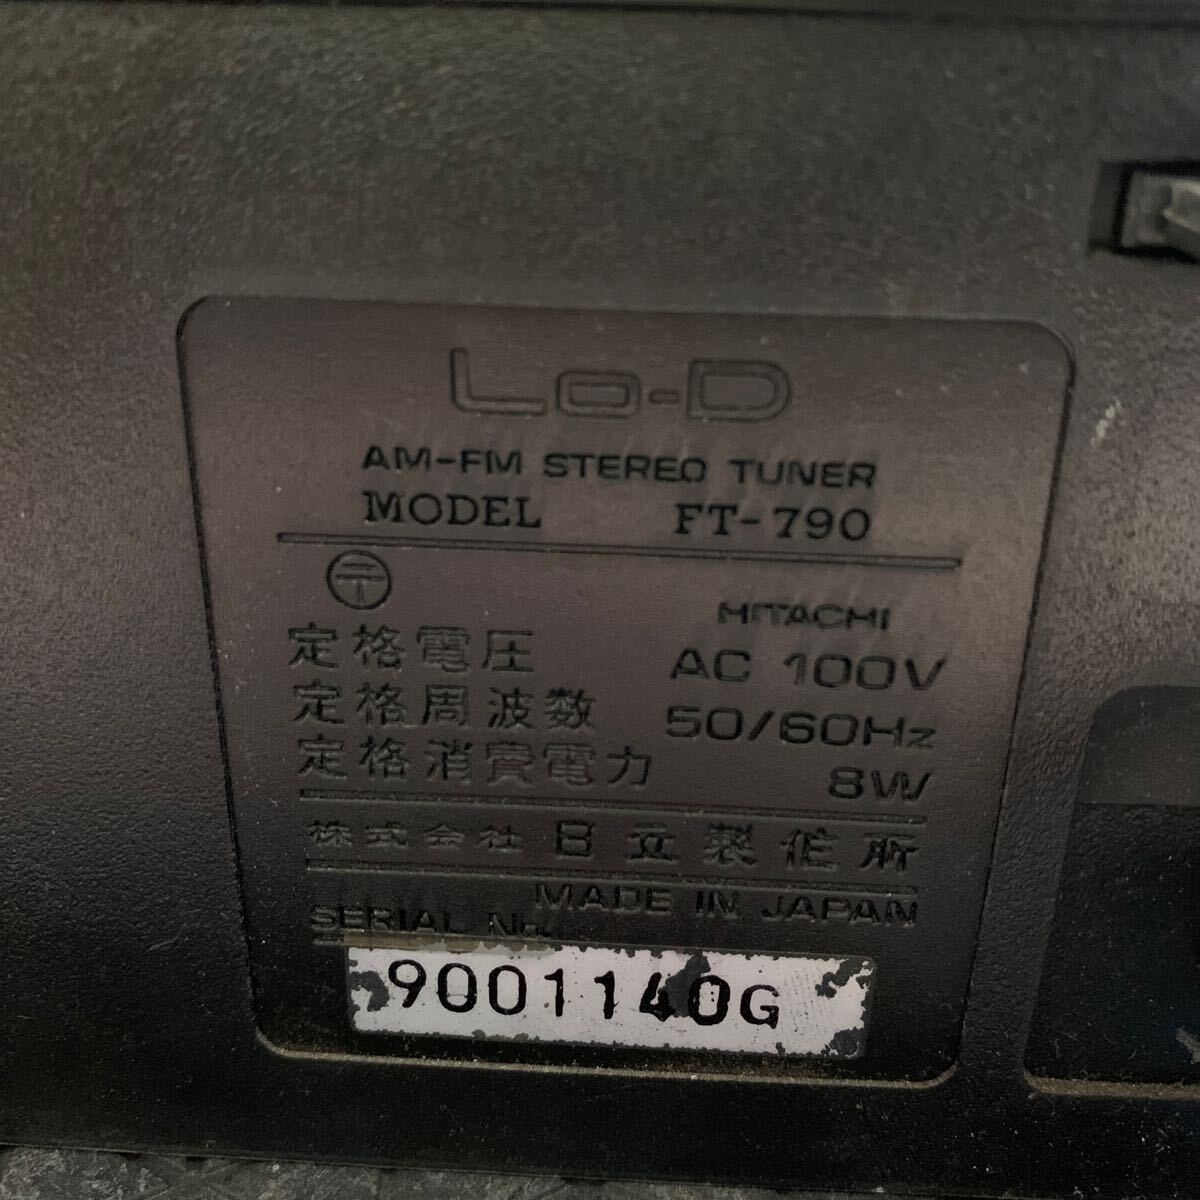 Lo-D
AM-FM STEREO TUNER
MODEL FT-790
〶
HITACHI
定格電圧 AC 100V
定格周波数 50/60Hz
定格消費電力 8W
株式会社 日立製作所
MADE IN JAPAN
SERIAL No.
9001140G